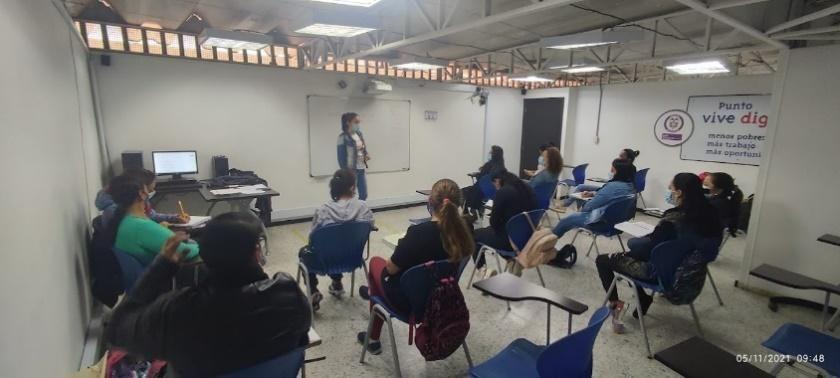 Punto
vive dig
menos pobre
más trabajo
más oportuni
05/11/2021 09:48